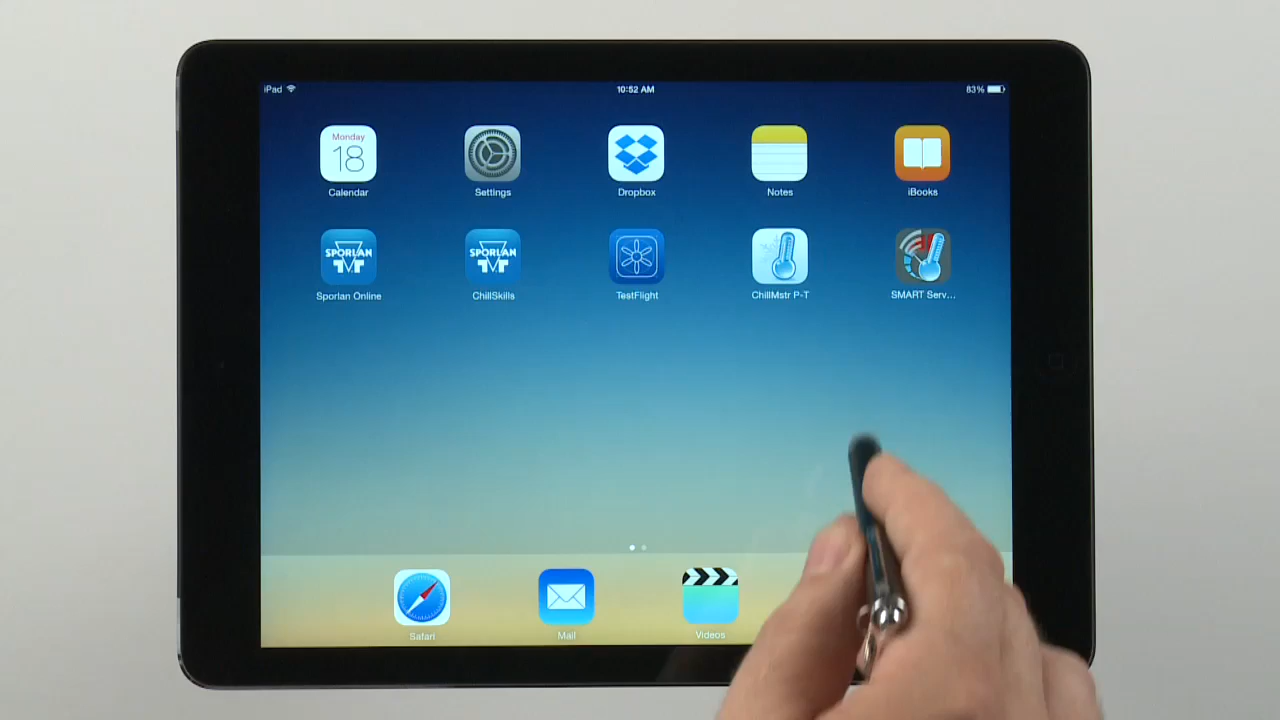 iPad 10:52 AM 83%
Monday
18
Calendar Settings Dropbox Notes iBooks
SPORLAN SPORLAN
Sporlan Online ChillSkills TestFlight ChillMstr P-T SMART Serv...
Safari Mail Videos